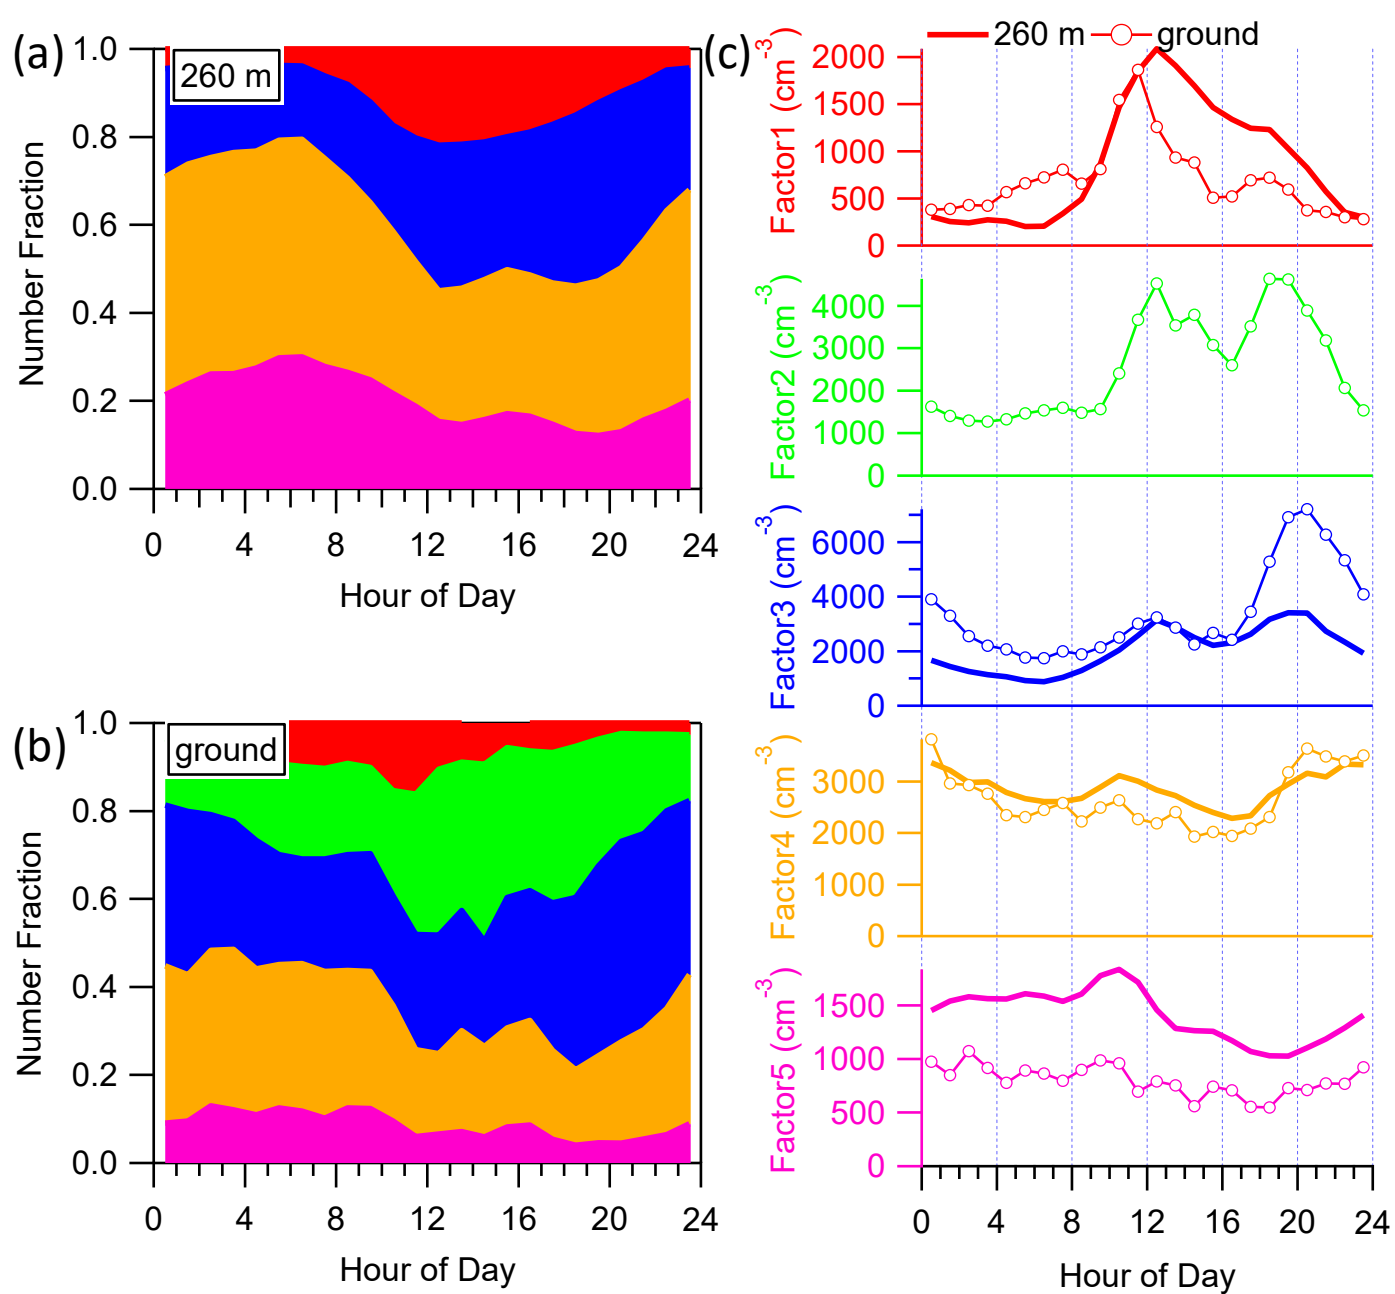 (a)
260 m
1.0
0.8
0.6
0.4
0.2
0.0
Number Fraction
0 4 8 12 16 20 24
Hour of Day
(b)
ground
1.0
0.8
0.6
0.4
0.2
0.0
Number Fraction
0 4 8 12 16 20 24
Hour of Day
(c)
260 m ground
Factor1 (cm⁻³)
2000
1500
1000
500
0
Factor2 (cm⁻³)
4000
3000
2000
1000
0
Factor3 (cm⁻³)
6000
4000
2000
0
Factor4 (cm⁻³)
3000
2000
1000
0
Factor5 (cm⁻³)
1500
1000
500
0
0 4 8 12 16 20 24
Hour of Day